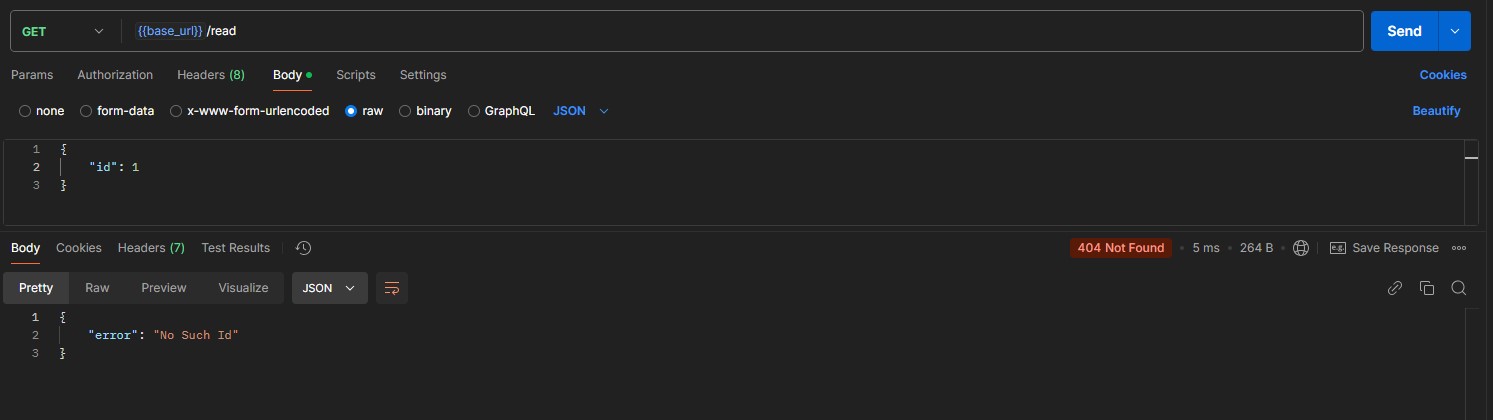 GET {{base_url}} /read Send
Params Authorization Headers (8) Body Scripts Settings Cookies
none form-data x-www-form-urlencoded raw binary GraphQL JSON Beautify
1 {
2 "id": 1
3 }
Body Cookies Headers (7) Test Results 404 Not Found 5 ms 264 B e.g. Save Response
Pretty Raw Preview Visualize JSON
1 {
2 "error": "No Such Id"
3 }